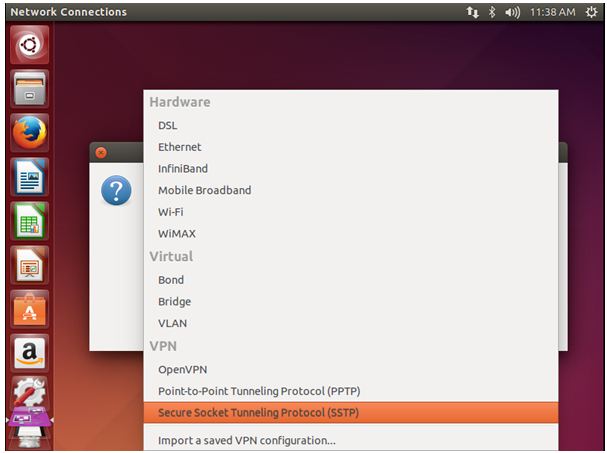 Network Connections
11:38 AM
Hardware
DSL
Ethernet
InfiniBand
Mobile Broadband
Wi-Fi
WiMAX
Virtual
Bond
Bridge
VLAN
VPN
OpenVPN
Point-to-Point Tunneling Protocol (PPTP)
Secure Socket Tunneling Protocol (SSTP)
Import a saved VPN configuration...
?
A
a